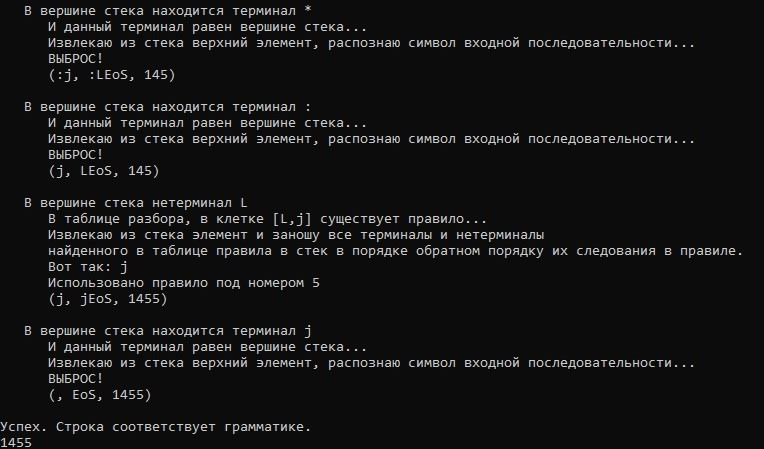 В вершине стека находится терминал *
И данный терминал равен вершине стека...
Извлекаю из стека верхний элемент, распознаю символ входной последовательности...
ВЫБРОС!
(:j, :LEoS, 145)
В вершине стека находится терминал :
И данный терминал равен вершине стека...
Извлекаю из стека верхний элемент, распознаю символ входной последовательности...
ВЫБРОС!
(j, LEoS, 145)
В вершине стека нетерминал L
В таблице разбора, в клетке [L,j] существует правило...
Извлекаю из стека элемент и заношу все терминалы и нетерминалы
найденного в таблице правила в стек в порядке обратном порядку их следования в правиле.
Вот так: j
Использовано правило под номером 5
(j, jEoS, 1455)
В вершине стека находится терминал j
И данный терминал равен вершине стека...
Извлекаю из стека верхний элемент, распознаю символ входной последовательности...
ВЫБРОС!
(, EoS, 1455)
Успех. Строка соответствует грамматике.
1455